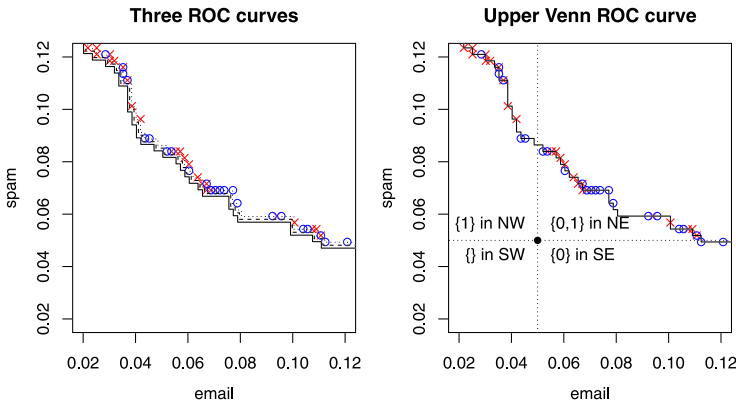 Three ROC curves
0.12
0.10
0.08
0.06
0.04
0.02
spam
0.02 0.04 0.06 0.08 0.10 0.12
email
Upper Venn ROC curve
0.12
0.10
0.08
0.06
0.04
0.02
spam
{1} in NW {0,1} in NE
{} in SW {0} in SE
0.02 0.04 0.06 0.08 0.10 0.12
email